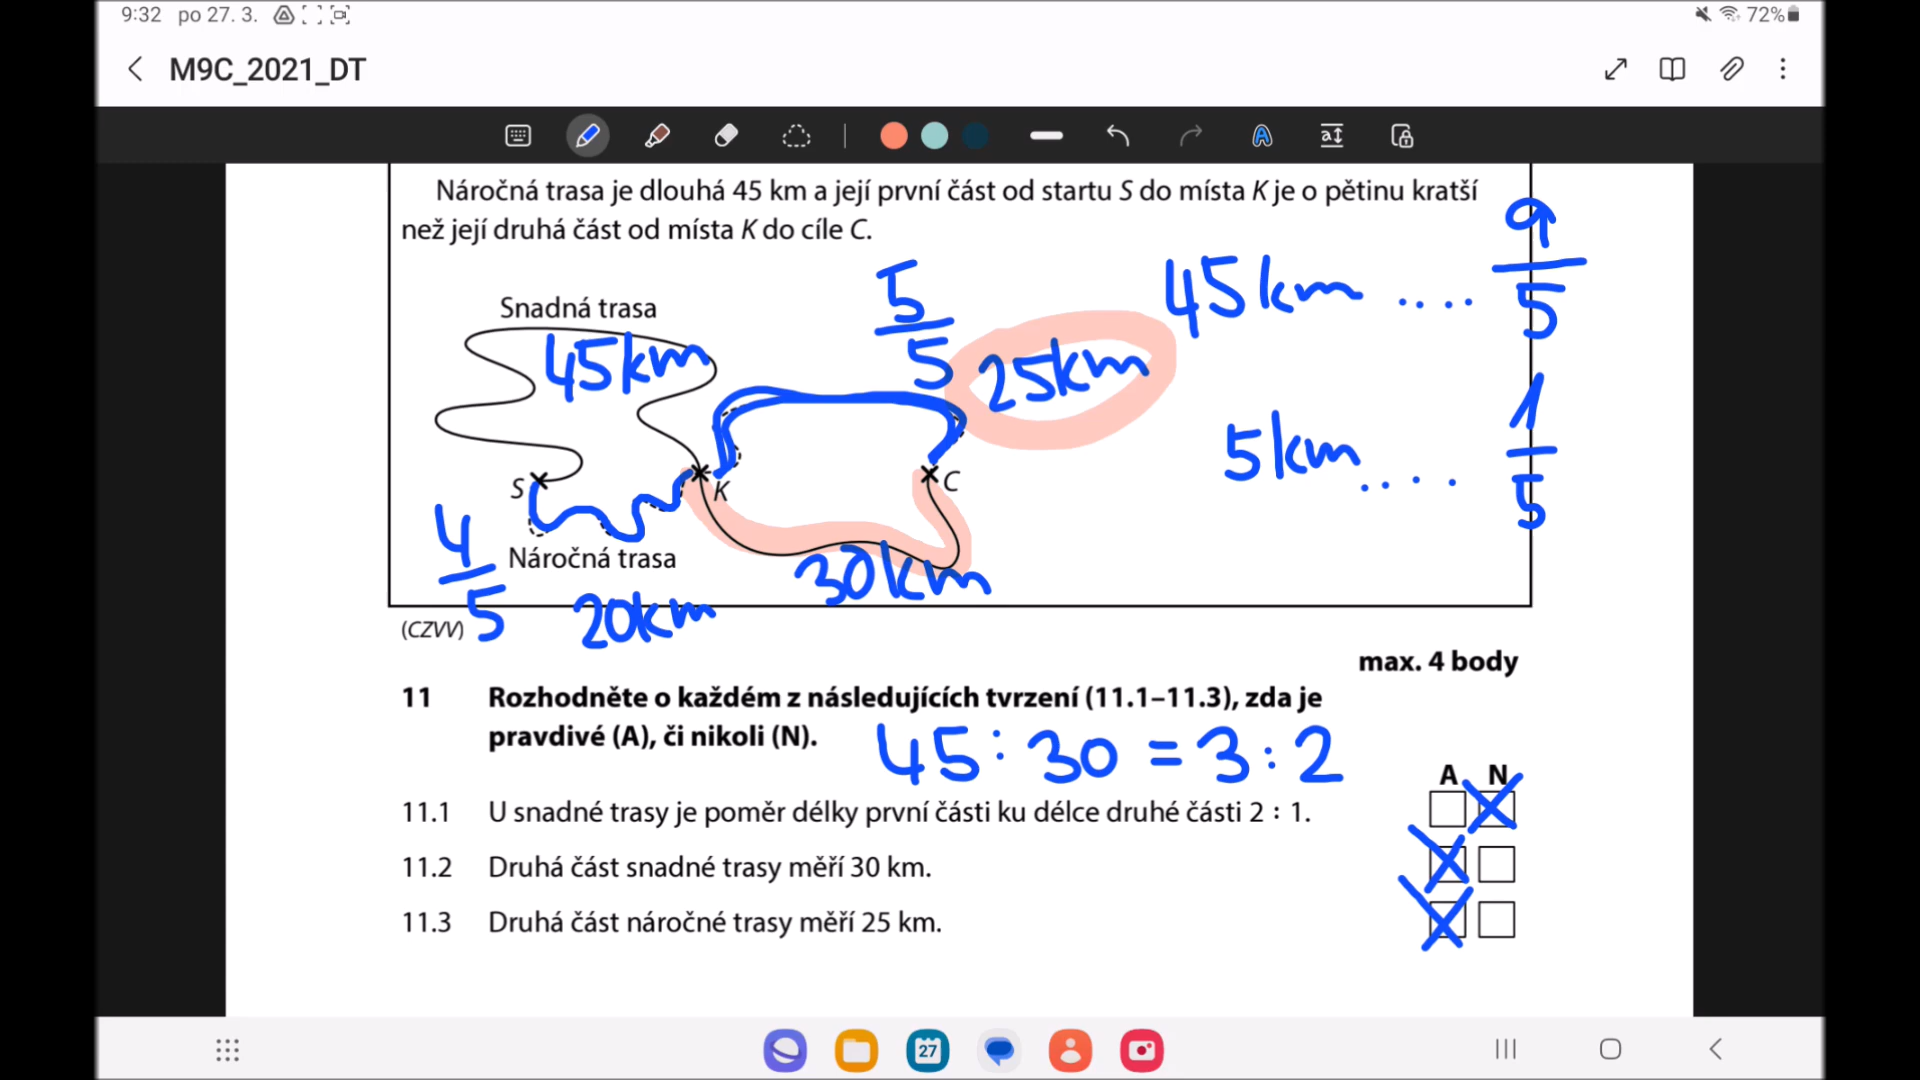 9:32 po 27. 3. 72%
M9C_2021_DT
Náročná trasa je dlouhá 45 km a její první část od startu S do místa K je o pětinu kratší
než její druhá část od místa K do cíle C.
9/5
45km ....
5/5
Snadná trasa
45km
25km
1/5
5km ....
S
K
C
4/5
Náročná trasa
30km
20km
(CZVV)
max. 4 body
11 Rozhodněte o každém z následujících tvrzení (11.1–11.3), zda je
pravdivé (A), či nikoli (N).
45 : 30 = 3 : 2
A N
11.1 U snadné trasy je poměr délky první části ku délce druhé části 2 : 1.
11.2 Druhá část snadné trasy měří 30 km.
11.3 Druhá část náročné trasy měří 25 km.
27